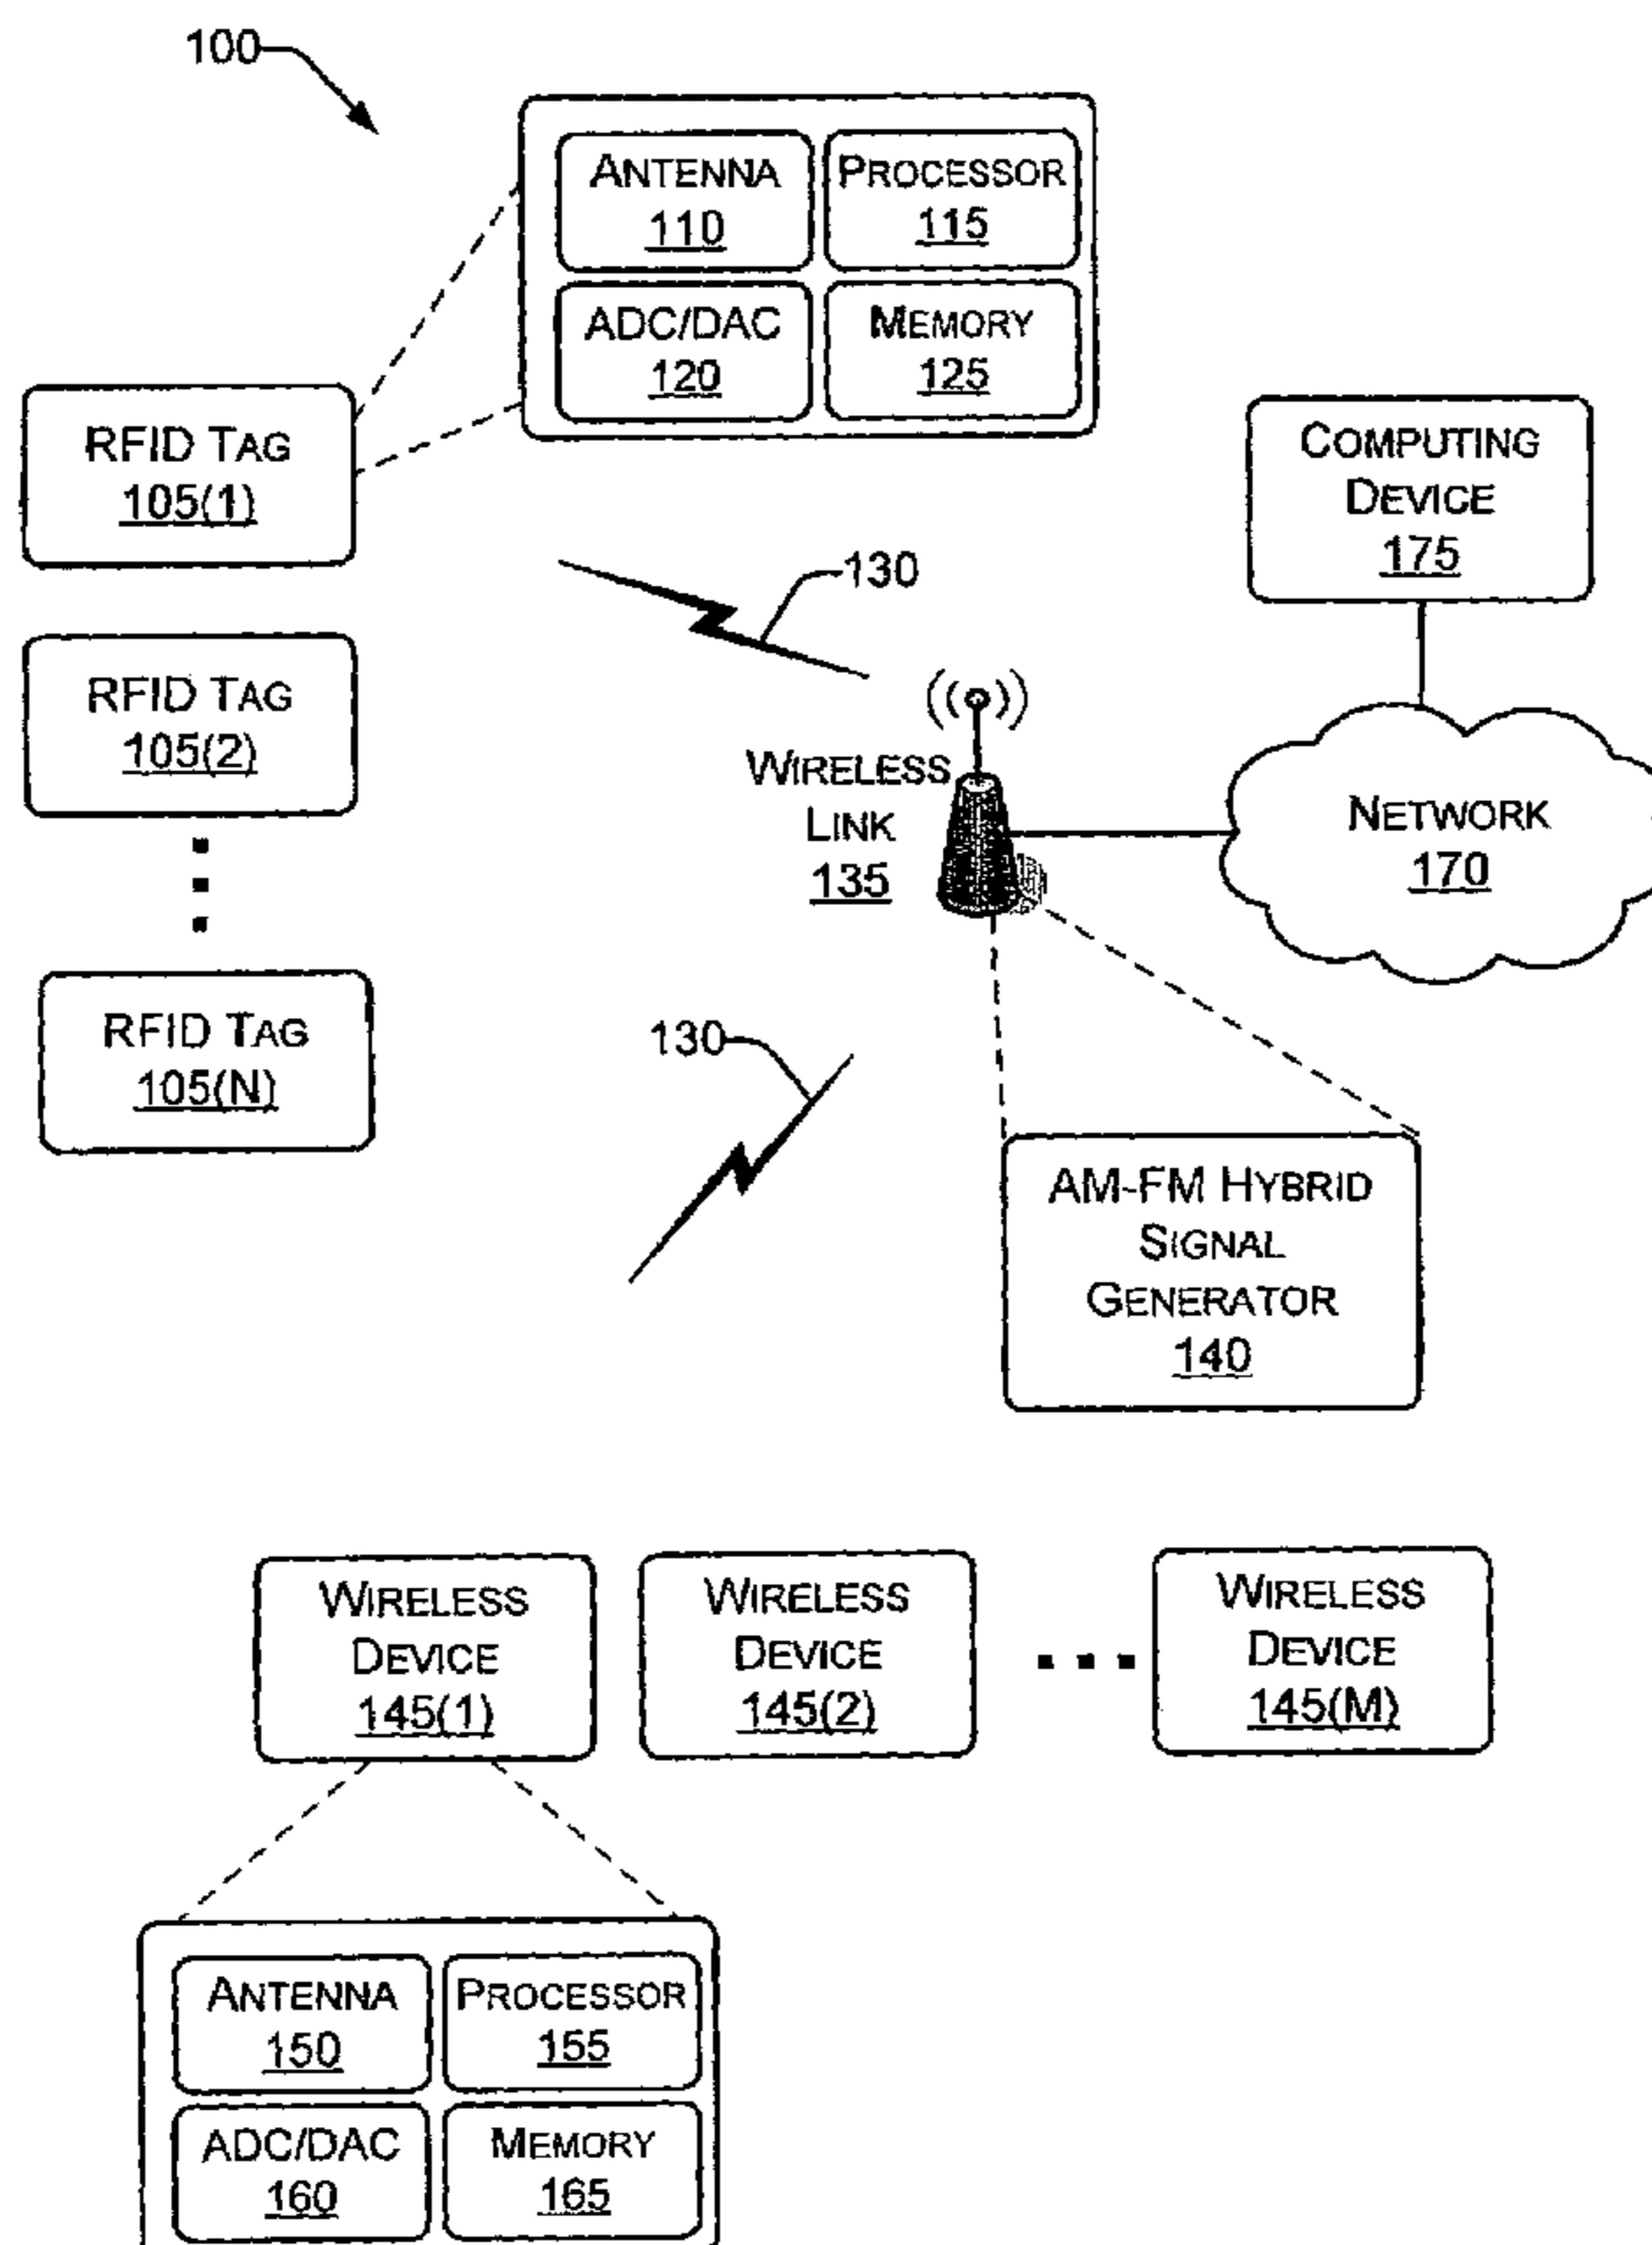 100
ANTENNA
110
PROCESSOR
115
ADC/DAC
120
MEMORY
125
RFID TAG
105(1)
COMPUTING
DEVICE
175
130
RFID TAG
105(2)
WIRELESS
LINK
135
NETWORK
170
RFID TAG
105(N)
130
AM-FM HYBRID
SIGNAL
GENERATOR
140
WIRELESS
DEVICE
145(1)
WIRELESS
DEVICE
145(2)
WIRELESS
DEVICE
145(M)
ANTENNA
150
PROCESSOR
155
ADC/DAC
160
MEMORY
165